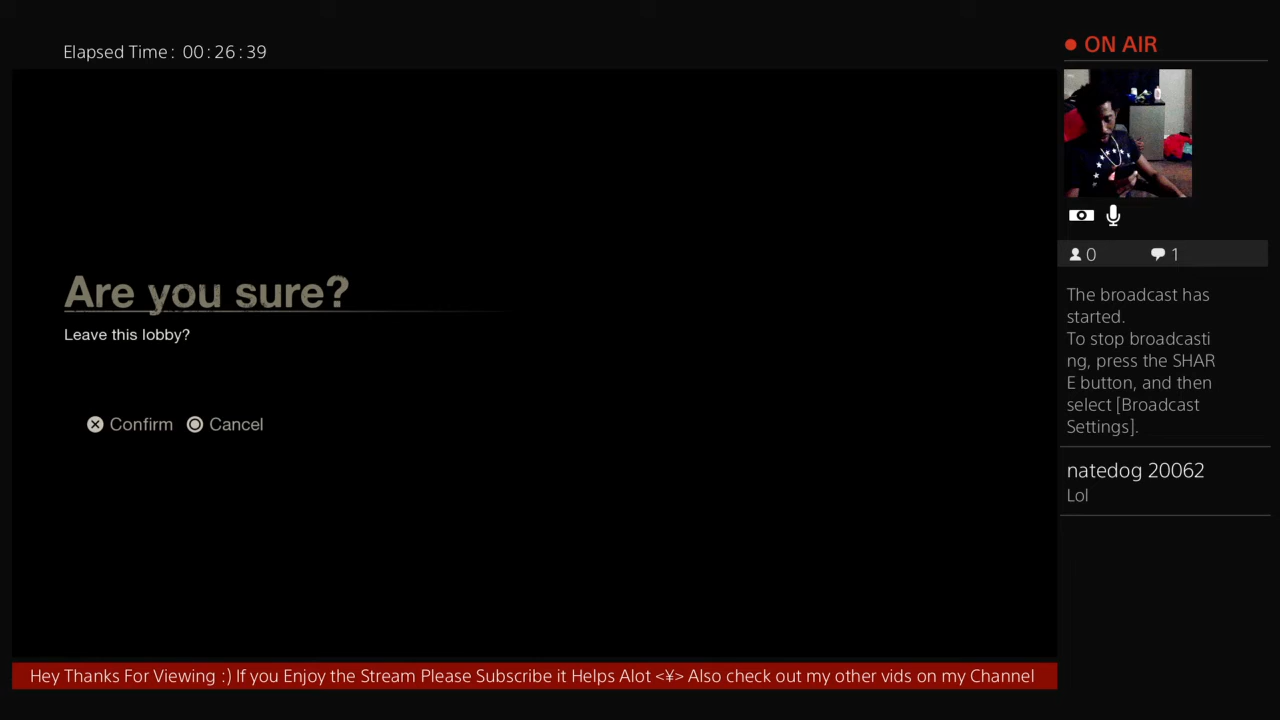 Elapsed Time: 00:26:39
ON AIR
0 1
Are you sure?
Leave this lobby?
Confirm Cancel
The broadcast has
started.
To stop broadcasti
ng, press the SHAR
E button, and then
select [Broadcast
Settings].
natedog 20062
Lol
Hey Thanks For Viewing :) If you Enjoy the Stream Please Subscribe it Helps Alot <¥> Also check out my other vids on my Channel